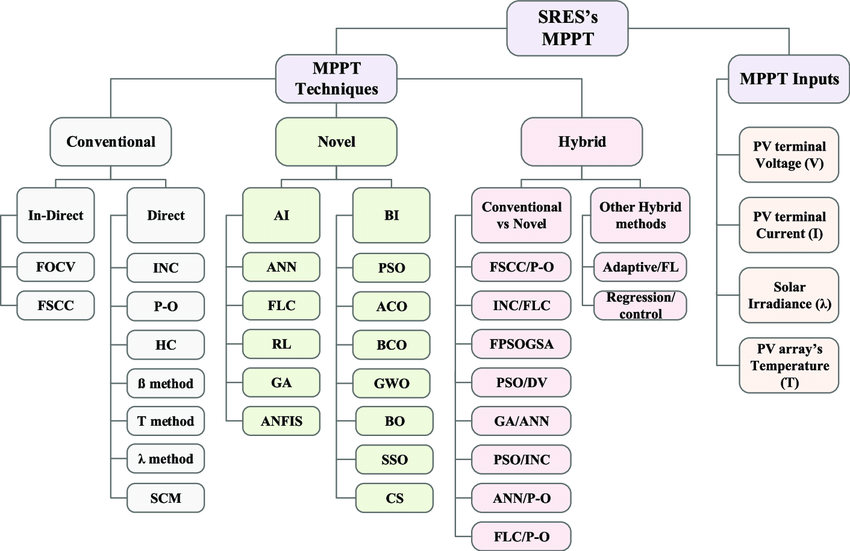 SRES's
MPPT
MPPT
Techniques
MPPT Inputs
Conventional
Novel
Hybrid
In-Direct
FOCV
FSCC
Direct
INC
P-O
HC
ß method
T method
λ method
SCM
AI
ANN
FLC
RL
GA
ANFIS
BI
PSO
ACO
BCO
GWO
BO
SSO
CS
Conventional
vs Novel
FSCC/P-O
INC/FLC
FPSOGSA
PSO/DV
GA/ANN
PSO/INC
ANN/P-O
FLC/P-O
Other Hybrid
methods
Adaptive/FL
Regression/
control
PV terminal
Voltage (V)
PV terminal
Current (I)
Solar
Irradiance (λ)
PV array's
Temperature
(T)